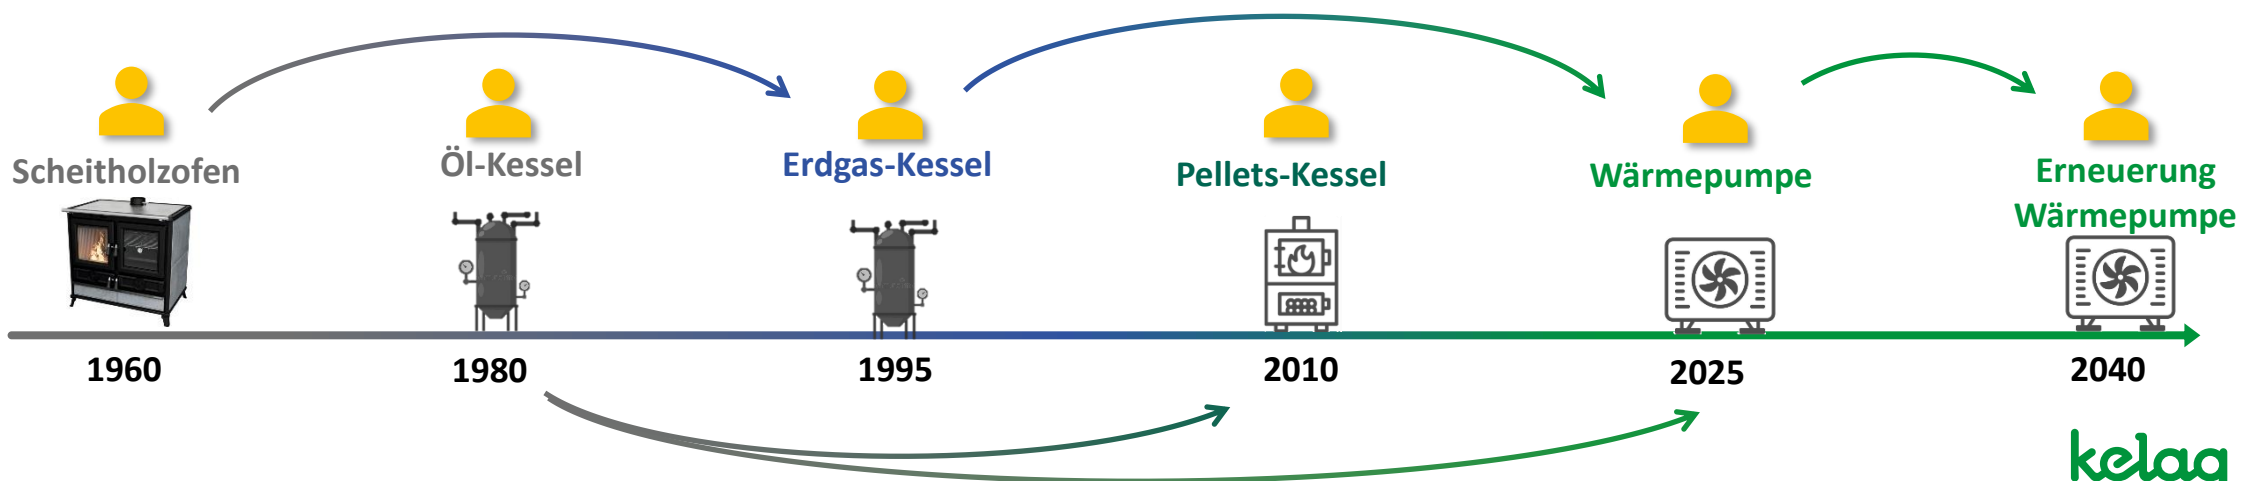 Scheitholzofen
Öl-Kessel
Erdgas-Kessel
Pellets-Kessel
Wärmepumpe
Erneuerung
Wärmepumpe
1960
1980
1995
2010
2025
2040
kelaa